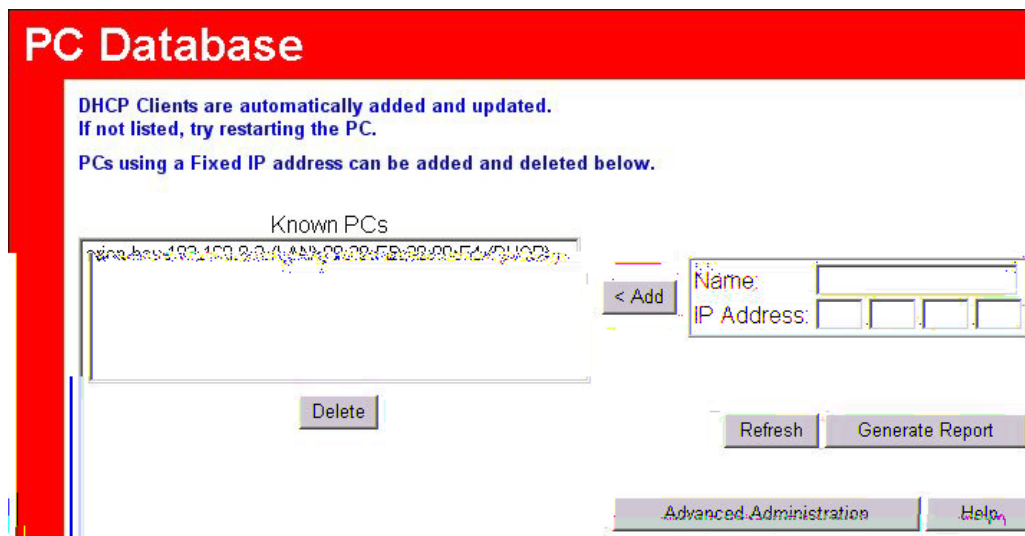 PC Database
DHCP Clients are automatically added and updated.
If not listed, try restarting the PC.
PCs using a Fixed IP address can be added and deleted below.
Known PCs
(LAN) (DHCP)
< Add
Name:
IP Address: . . .
Delete
Refresh
Generate Report
Advanced Administration
Help